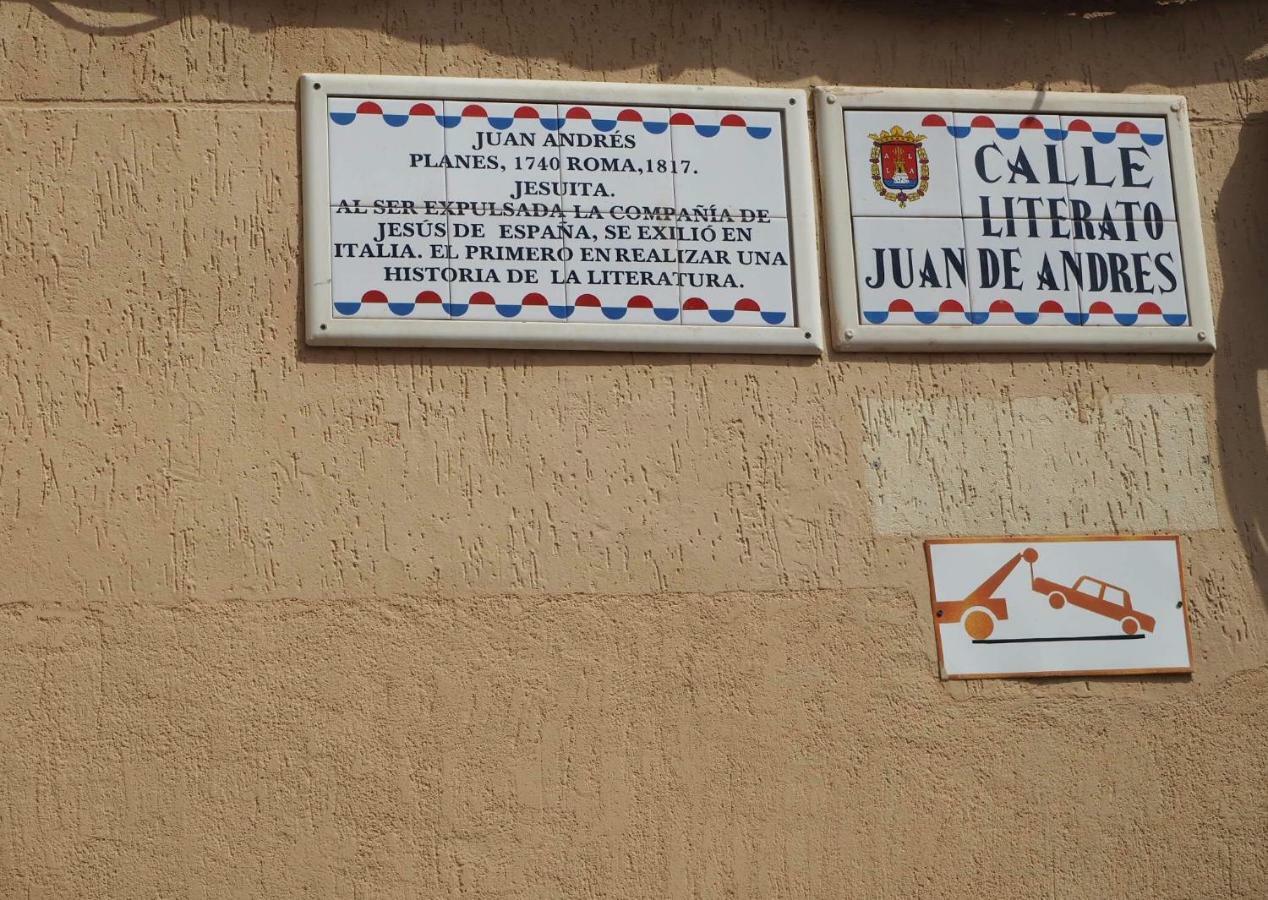 JUAN ANDRÉS
PLANES, 1740 ROMA,1817.
JESUITA.
AL SER EXPULSADA LA COMPAÑÍA DE
JESÚS DE ESPAÑA, SE EXILIÓ EN
ITALIA. EL PRIMERO EN REALIZAR UNA
HISTORIA DE LA LITERATURA.
CALLE
LITERATO
JUAN DE ANDRES